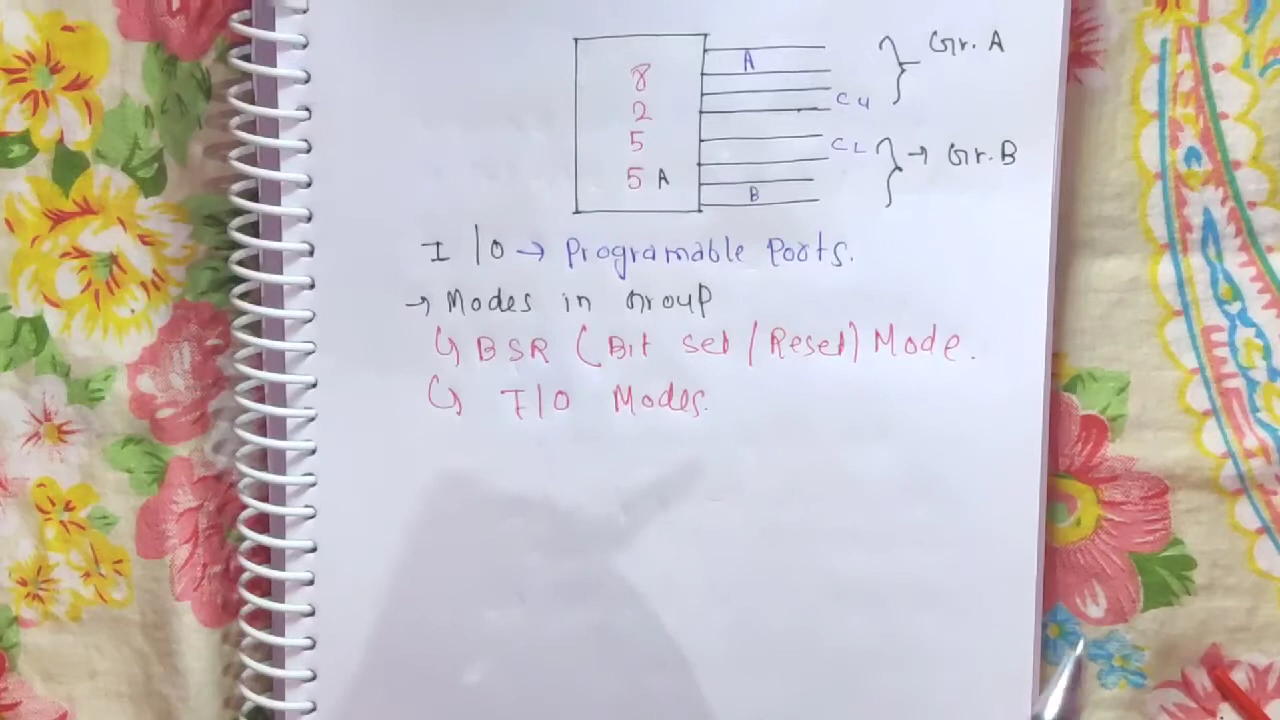 8
2
5
5 A
A
CU
CL
B
Gr. A
→ Gr. B
I/O → Programable Ports.
→ Modes in Group
↳ BSR (Bit set/Reset) Mode.
↳ I/O Modes.